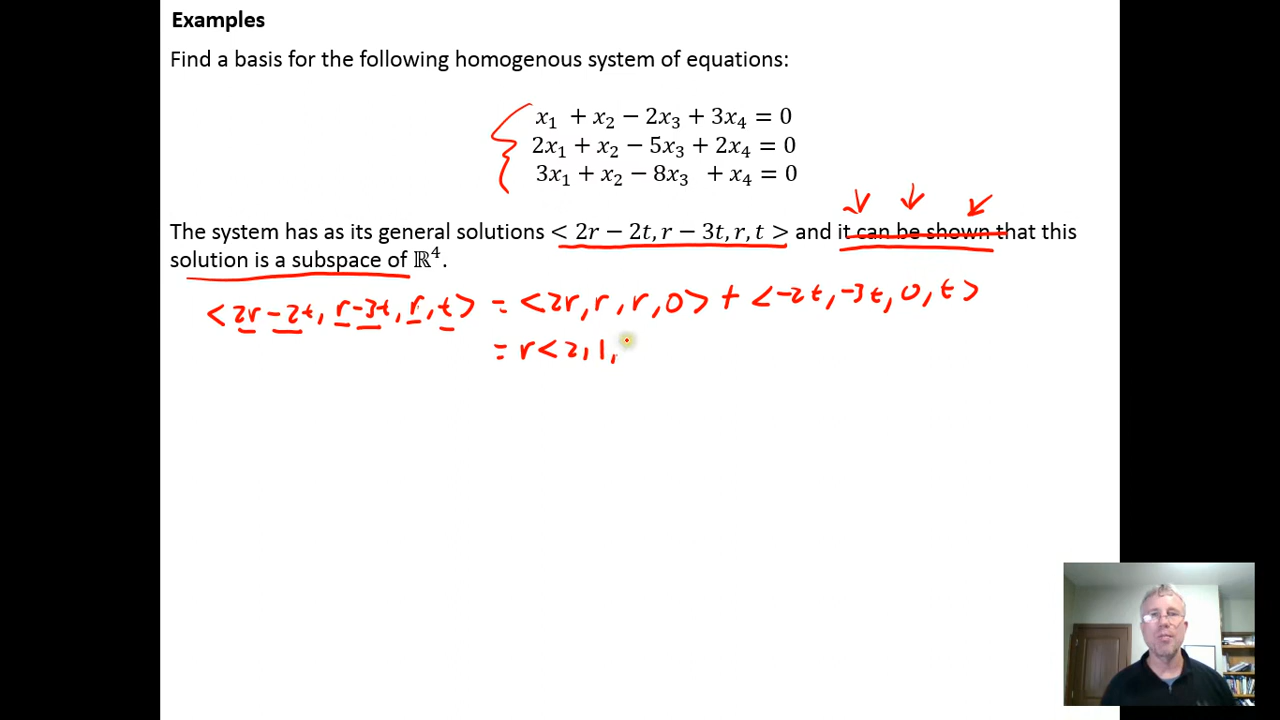 Examples
Find a basis for the following homogenous system of equations:
x₁ + x₂ − 2x₃ + 3x₄ = 0
2x₁ + x₂ − 5x₃ + 2x₄ = 0
3x₁ + x₂ − 8x₃ + x₄ = 0
The system has as its general solutions < 2r − 2t, r − 3t, r, t > and it can be shown that this
solution is a subspace of ℝ⁴.
<2r-2t, r-3t, r, t> = <2r, r, r, 0> + <-2t, -3t, 0, t>
= r<2, 1,